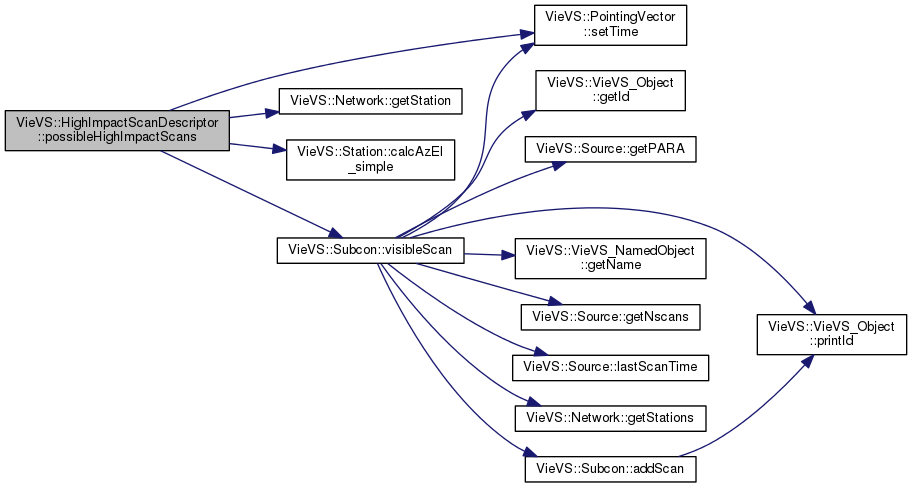 VieVS::HighImpactScanDescriptor
::possibleHighImpactScans
VieVS::PointingVector
::setTime
VieVS::Network::getStation
VieVS::Station::calcAzEl
_simple
VieVS::Subcon::visibleScan
VieVS::VieVS_Object
::getId
VieVS::Source::getPARA
VieVS::VieVS_NamedObject
::getName
VieVS::Source::getNscans
VieVS::Source::lastScanTime
VieVS::Network::getStations
VieVS::Subcon::addScan
VieVS::VieVS_Object
::printId